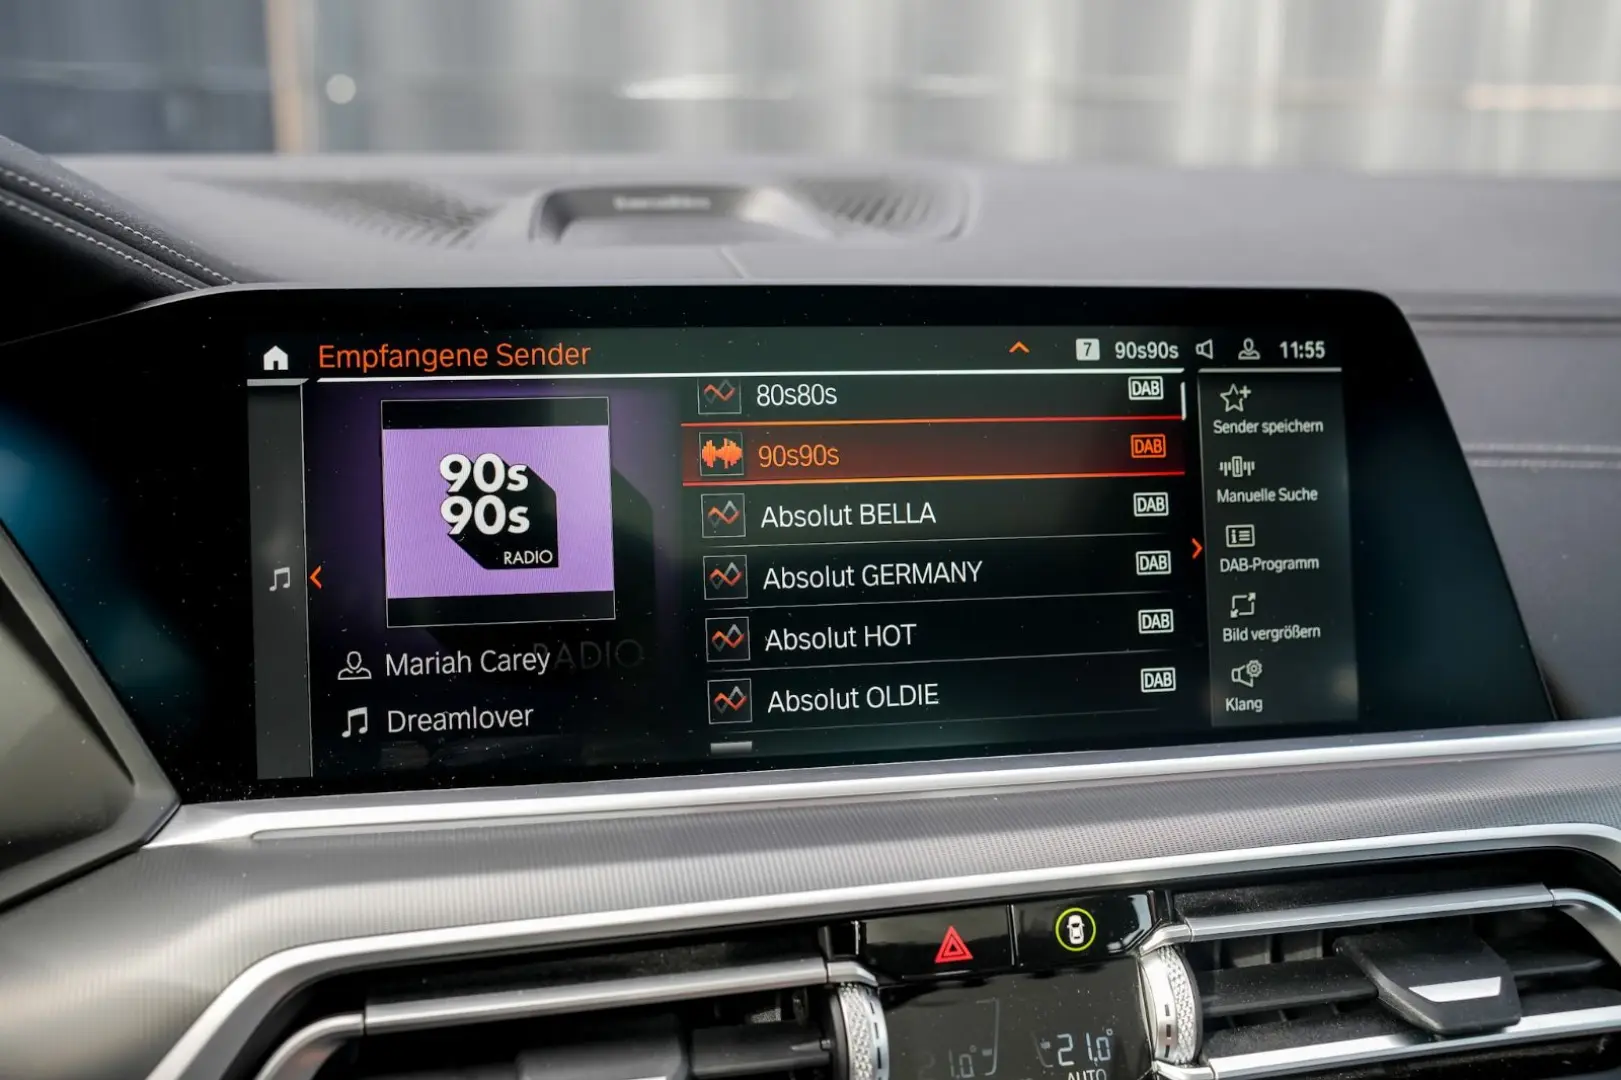 Empfangene Sender
7 90s90s 11:55
90s
90s
RADIO
RADIO
Mariah Carey
Dreamlover
80s80s DAB
90s90s DAB
Absolut BELLA DAB
Absolut GERMANY DAB
Absolut HOT DAB
Absolut OLDIE DAB
Sender speichern
Manuelle Suche
DAB-Programm
Bild vergrößern
Klang
21.0°
AUTO